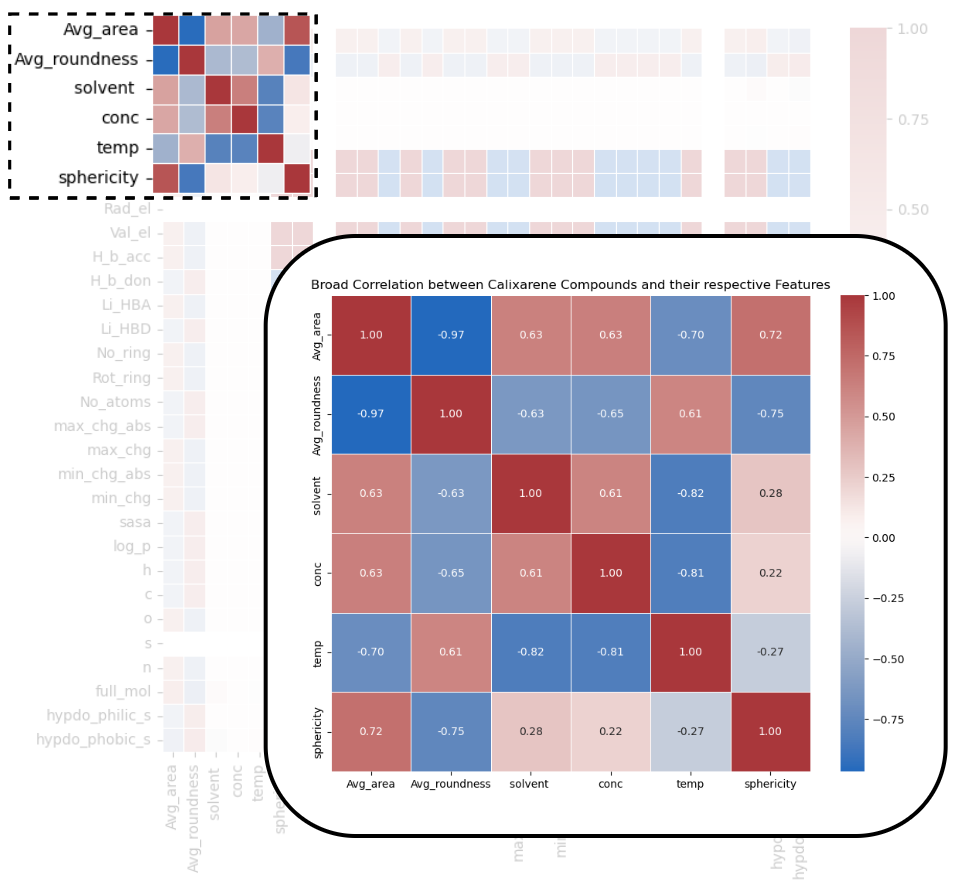 Avg_area
Avg_roundness
solvent
conc
temp
sphericity
Rad_el
Val_el
H_b_acc
H_b_don
Li_HBA
Li_HBD
No_ring
Rot_ring
No_atoms
max_chg_abs
max_chg
min_chg_abs
min_chg
sasa
log_p
h
c
o
s
n
full_mol
hypdo_philic_s
hypdo_phobic_s
Avg_area
Avg_roundness
solvent
conc
temp
1.00
0.75
0.50
Broad Correlation between Calixarene Compounds and their respective Features
Avg_area 1.00 -0.97 0.63 0.63 -0.70 0.72
Avg_roundness -0.97 1.00 -0.63 -0.65 0.61 -0.75
solvent 0.63 -0.63 1.00 0.61 -0.82 0.28
conc 0.63 -0.65 0.61 1.00 -0.81 0.22
temp -0.70 0.61 -0.82 -0.81 1.00 -0.27
sphericity 0.72 -0.75 0.28 0.22 -0.27 1.00
Avg_area Avg_roundness solvent conc temp sphericity
1.00
0.75
0.50
0.25
0.00
−0.25
−0.50
−0.75